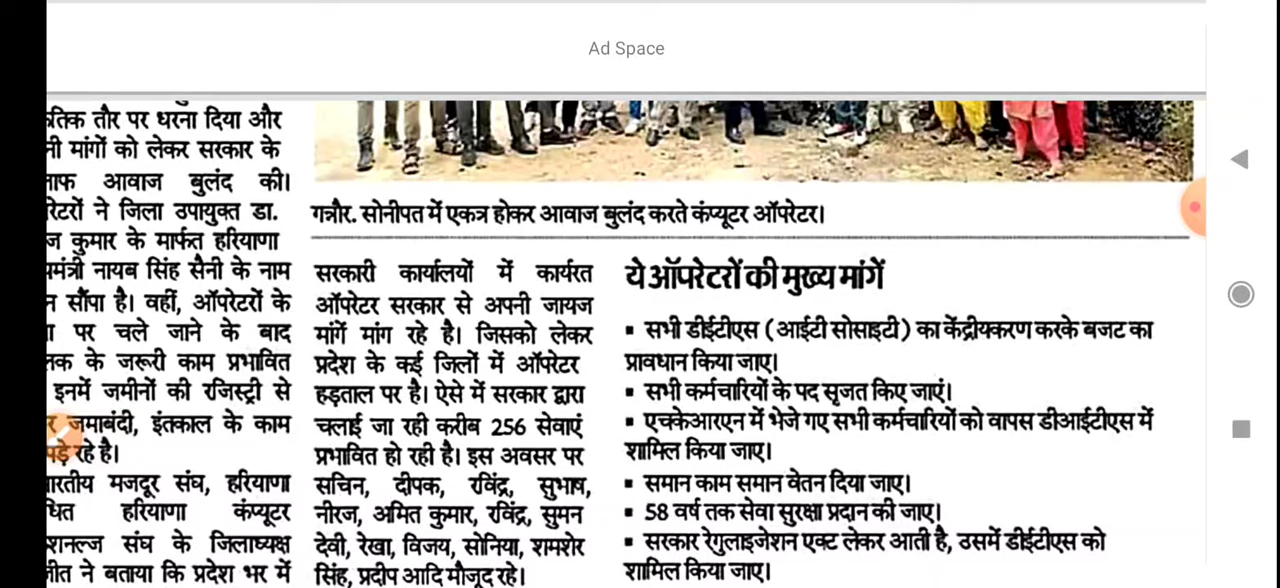 Ad Space
तौर पर धरना दिया और
मांगों को लेकर सरकार के
आवाज बुलंद की।
ने जिला उपायुक्त डा.
कुमार के मार्फत हरियाणा
नायब सिंह सैनी के नाम
सौंपा है। वहीं, ऑपरेटरों के
पर चले जाने के बाद
के जरूरी काम प्रभावित
इनमें जमीनों की रजिस्ट्री से
जमाबंदी, इंतकाल के काम
रहे है।
मजदूर संघ, हरियाणा
हरियाणा कंप्यूटर
संघ के जिलाध्यक्ष
ने बताया कि प्रदेश भर में
गन्नौर. सोनीपत में एकत्र होकर आवाज बुलंद करते कंप्यूटर ऑपरेटर।
सरकारी कार्यालयों में कार्यरत
ऑपरेटर सरकार से अपनी जायज
मांगें मांग रहे है। जिसको लेकर
प्रदेश के कई जिलों में ऑपरेटर
हड़ताल पर है। ऐसे में सरकार द्वारा
चलाई जा रही करीब 256 सेवाएं
प्रभावित हो रही है। इस अवसर पर
सचिन, दीपक, रविंद्र, सुभाष,
नीरज, अमित कुमार, रविंद्र, सुमन
देवी, रेखा, विजय, सोनिया, शमशेर
सिंह, प्रदीप आदि मौजूद रहे।
ये ऑपरेटरों की मुख्य मांगें
▪ सभी डीईटीएस (आईटी सोसाइटी) का केंद्रीयकरण करके बजट का
प्रावधान किया जाए।
▪ सभी कर्मचारियों के पद सृजत किए जाएं।
▪ एचकेआरएन में भेजे गए सभी कर्मचारियों को वापस डीआईटीएस में
शामिल किया जाए।
▪ समान काम समान वेतन दिया जाए।
▪ 58 वर्ष तक सेवा सुरक्षा प्रदान की जाए।
▪ सरकार रेगुलाइजेशन एक्ट लेकर आती है, उसमें डीईटीएस को
शामिल किया जाए।